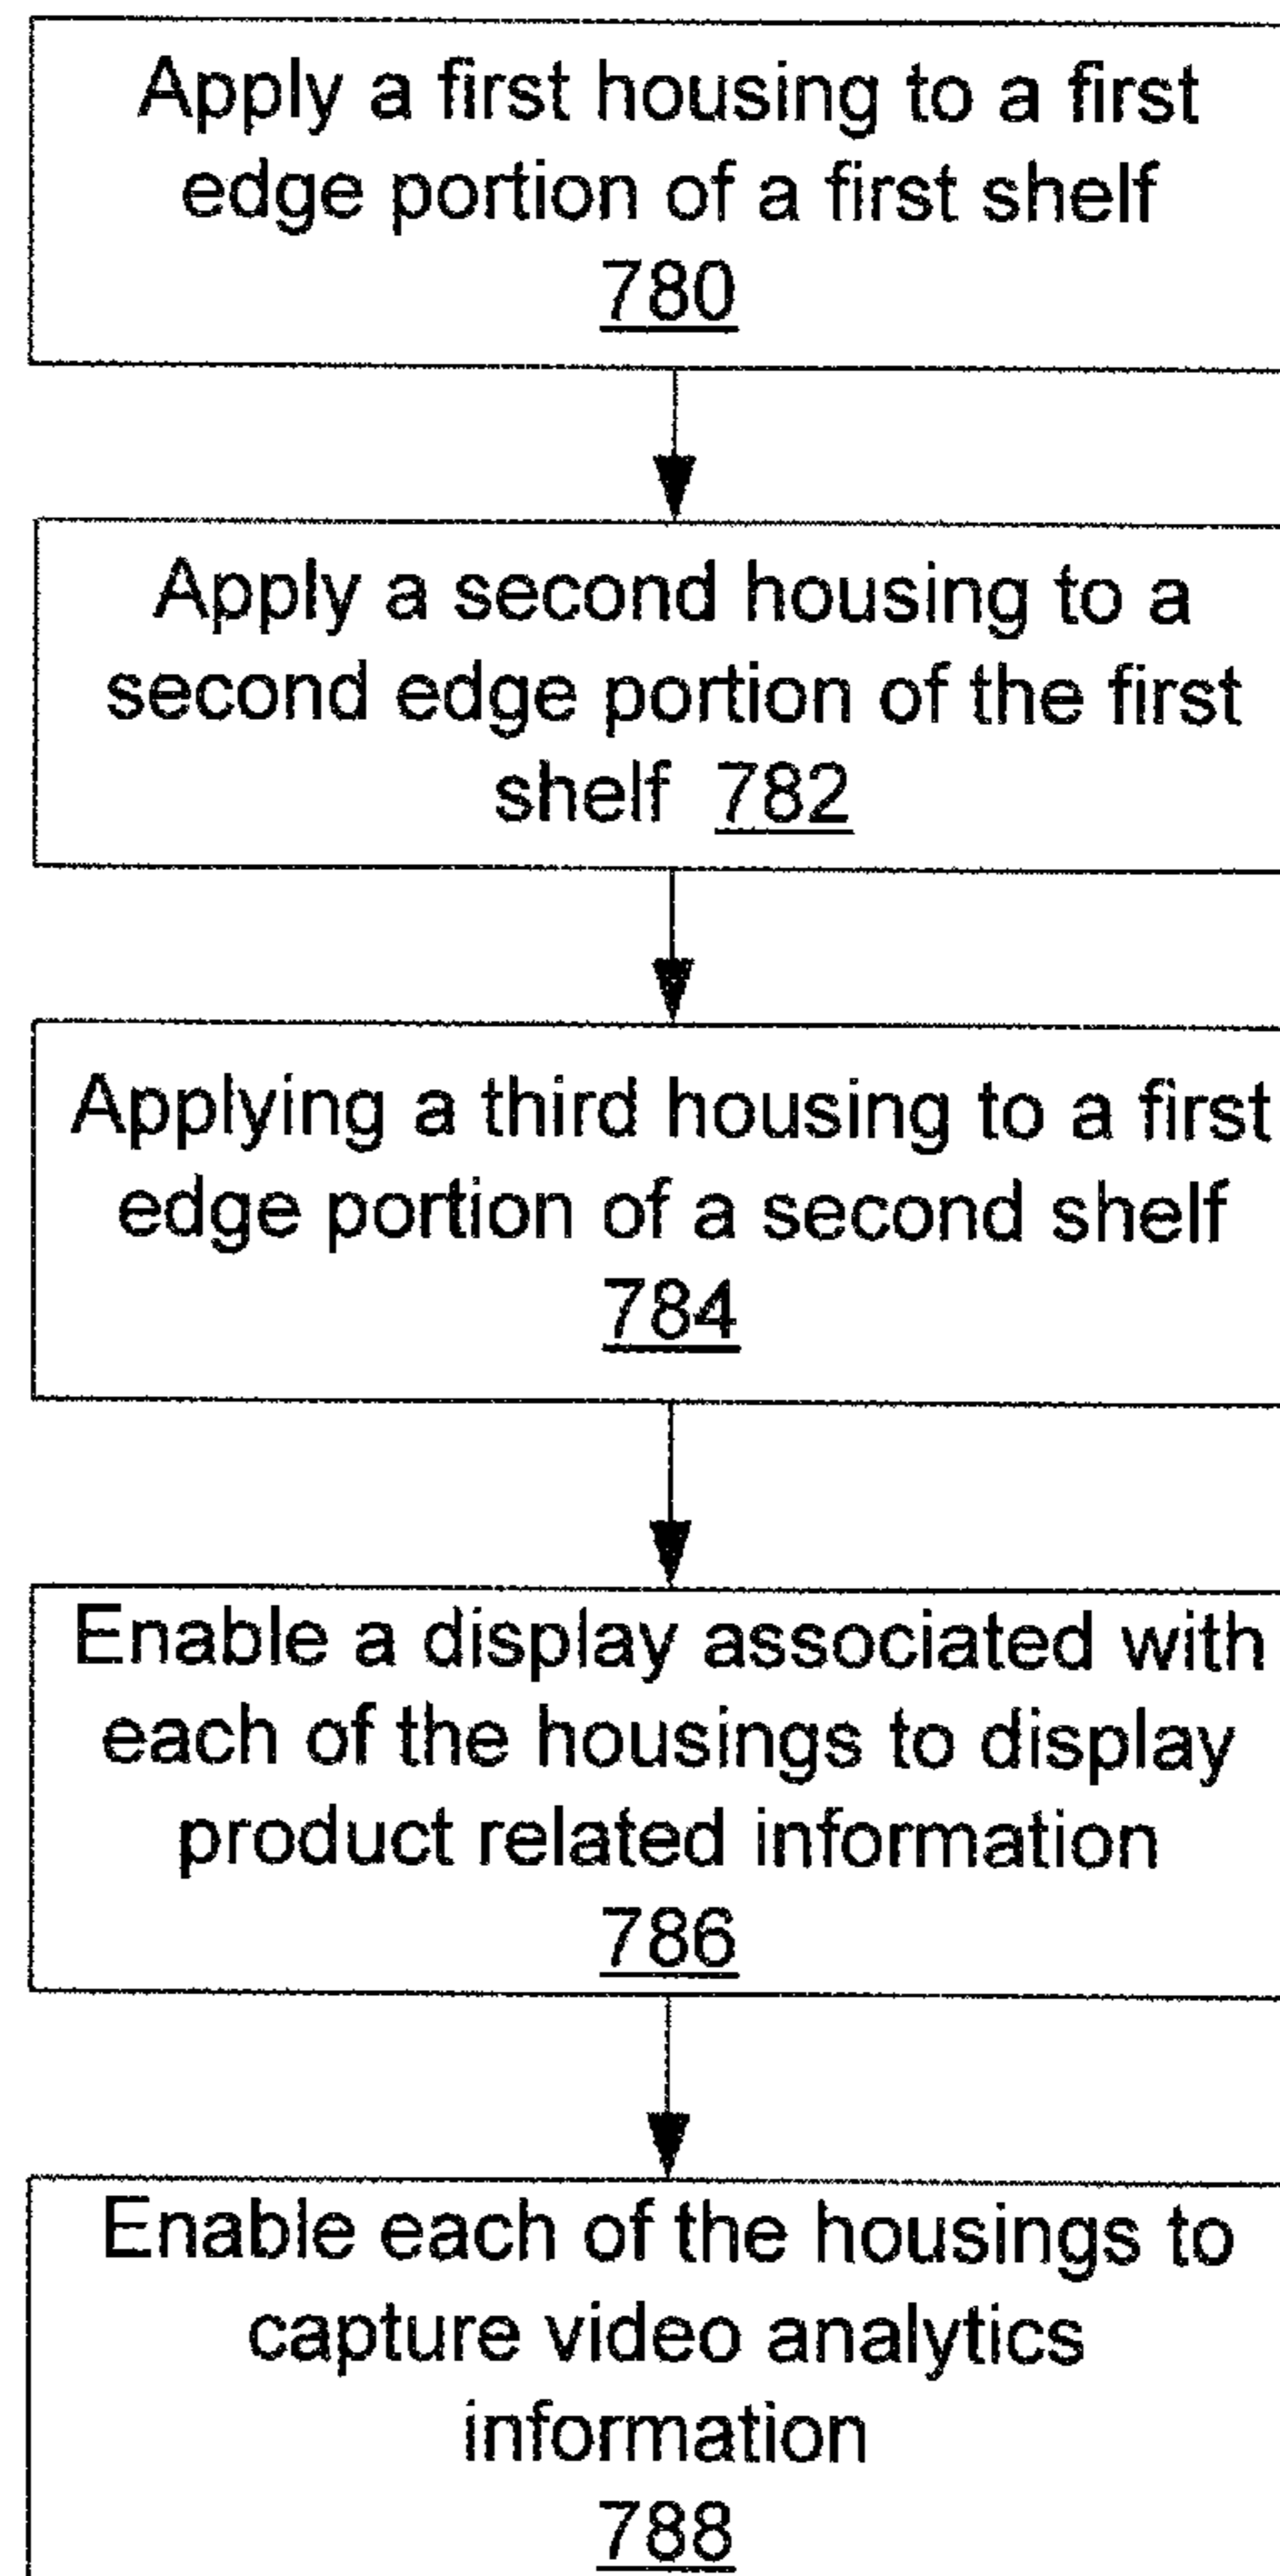 Apply a first housing to a first
edge portion of a first shelf
780
Apply a second housing to a
second edge portion of the first
shelf 782
Applying a third housing to a first
edge portion of a second shelf
784
Enable a display associated with
each of the housings to display
product related information
786
Enable each of the housings to
capture video analytics
information
788